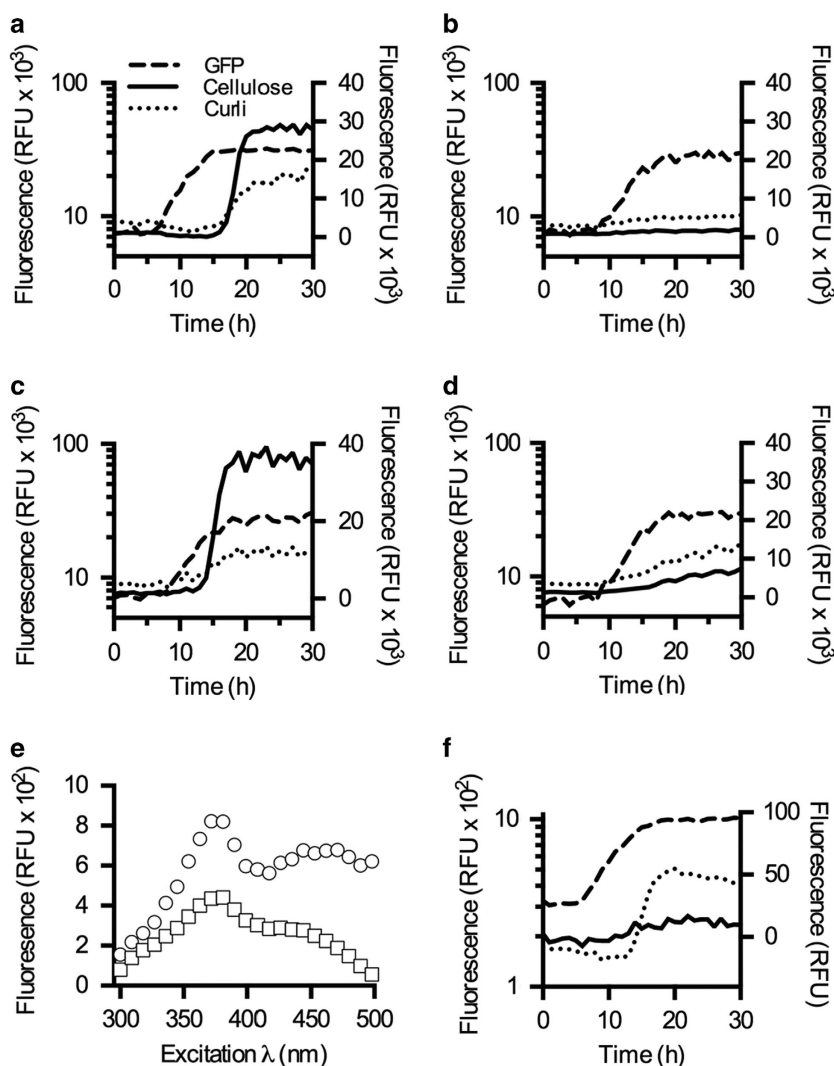 a
Fluorescence (RFU x 10³)
100
10
GFP
Cellulose
Curli
40
30
20
10
0
Fluorescence (RFU x 10³)
0 10 20 30
Time (h)
b
Fluorescence (RFU x 10³)
100
10
40
30
20
10
0
Fluorescence (RFU x 10³)
0 10 20 30
Time (h)
c
Fluorescence (RFU x 10³)
100
10
40
30
20
10
0
Fluorescence (RFU x 10³)
0 10 20 30
Time (h)
d
Fluorescence (RFU x 10³)
100
10
40
30
20
10
0
Fluorescence (RFU x 10³)
0 10 20 30
Time (h)
e
Fluoresence (RFU x 10²)
10
8
6
4
2
0
300 350 400 450 500
Excitation λ (nm)
f
Fluorescence (RFU x 10²)
10
1
100
50
0
Fluorescence (RFU)
0 10 20 30
Time (h)